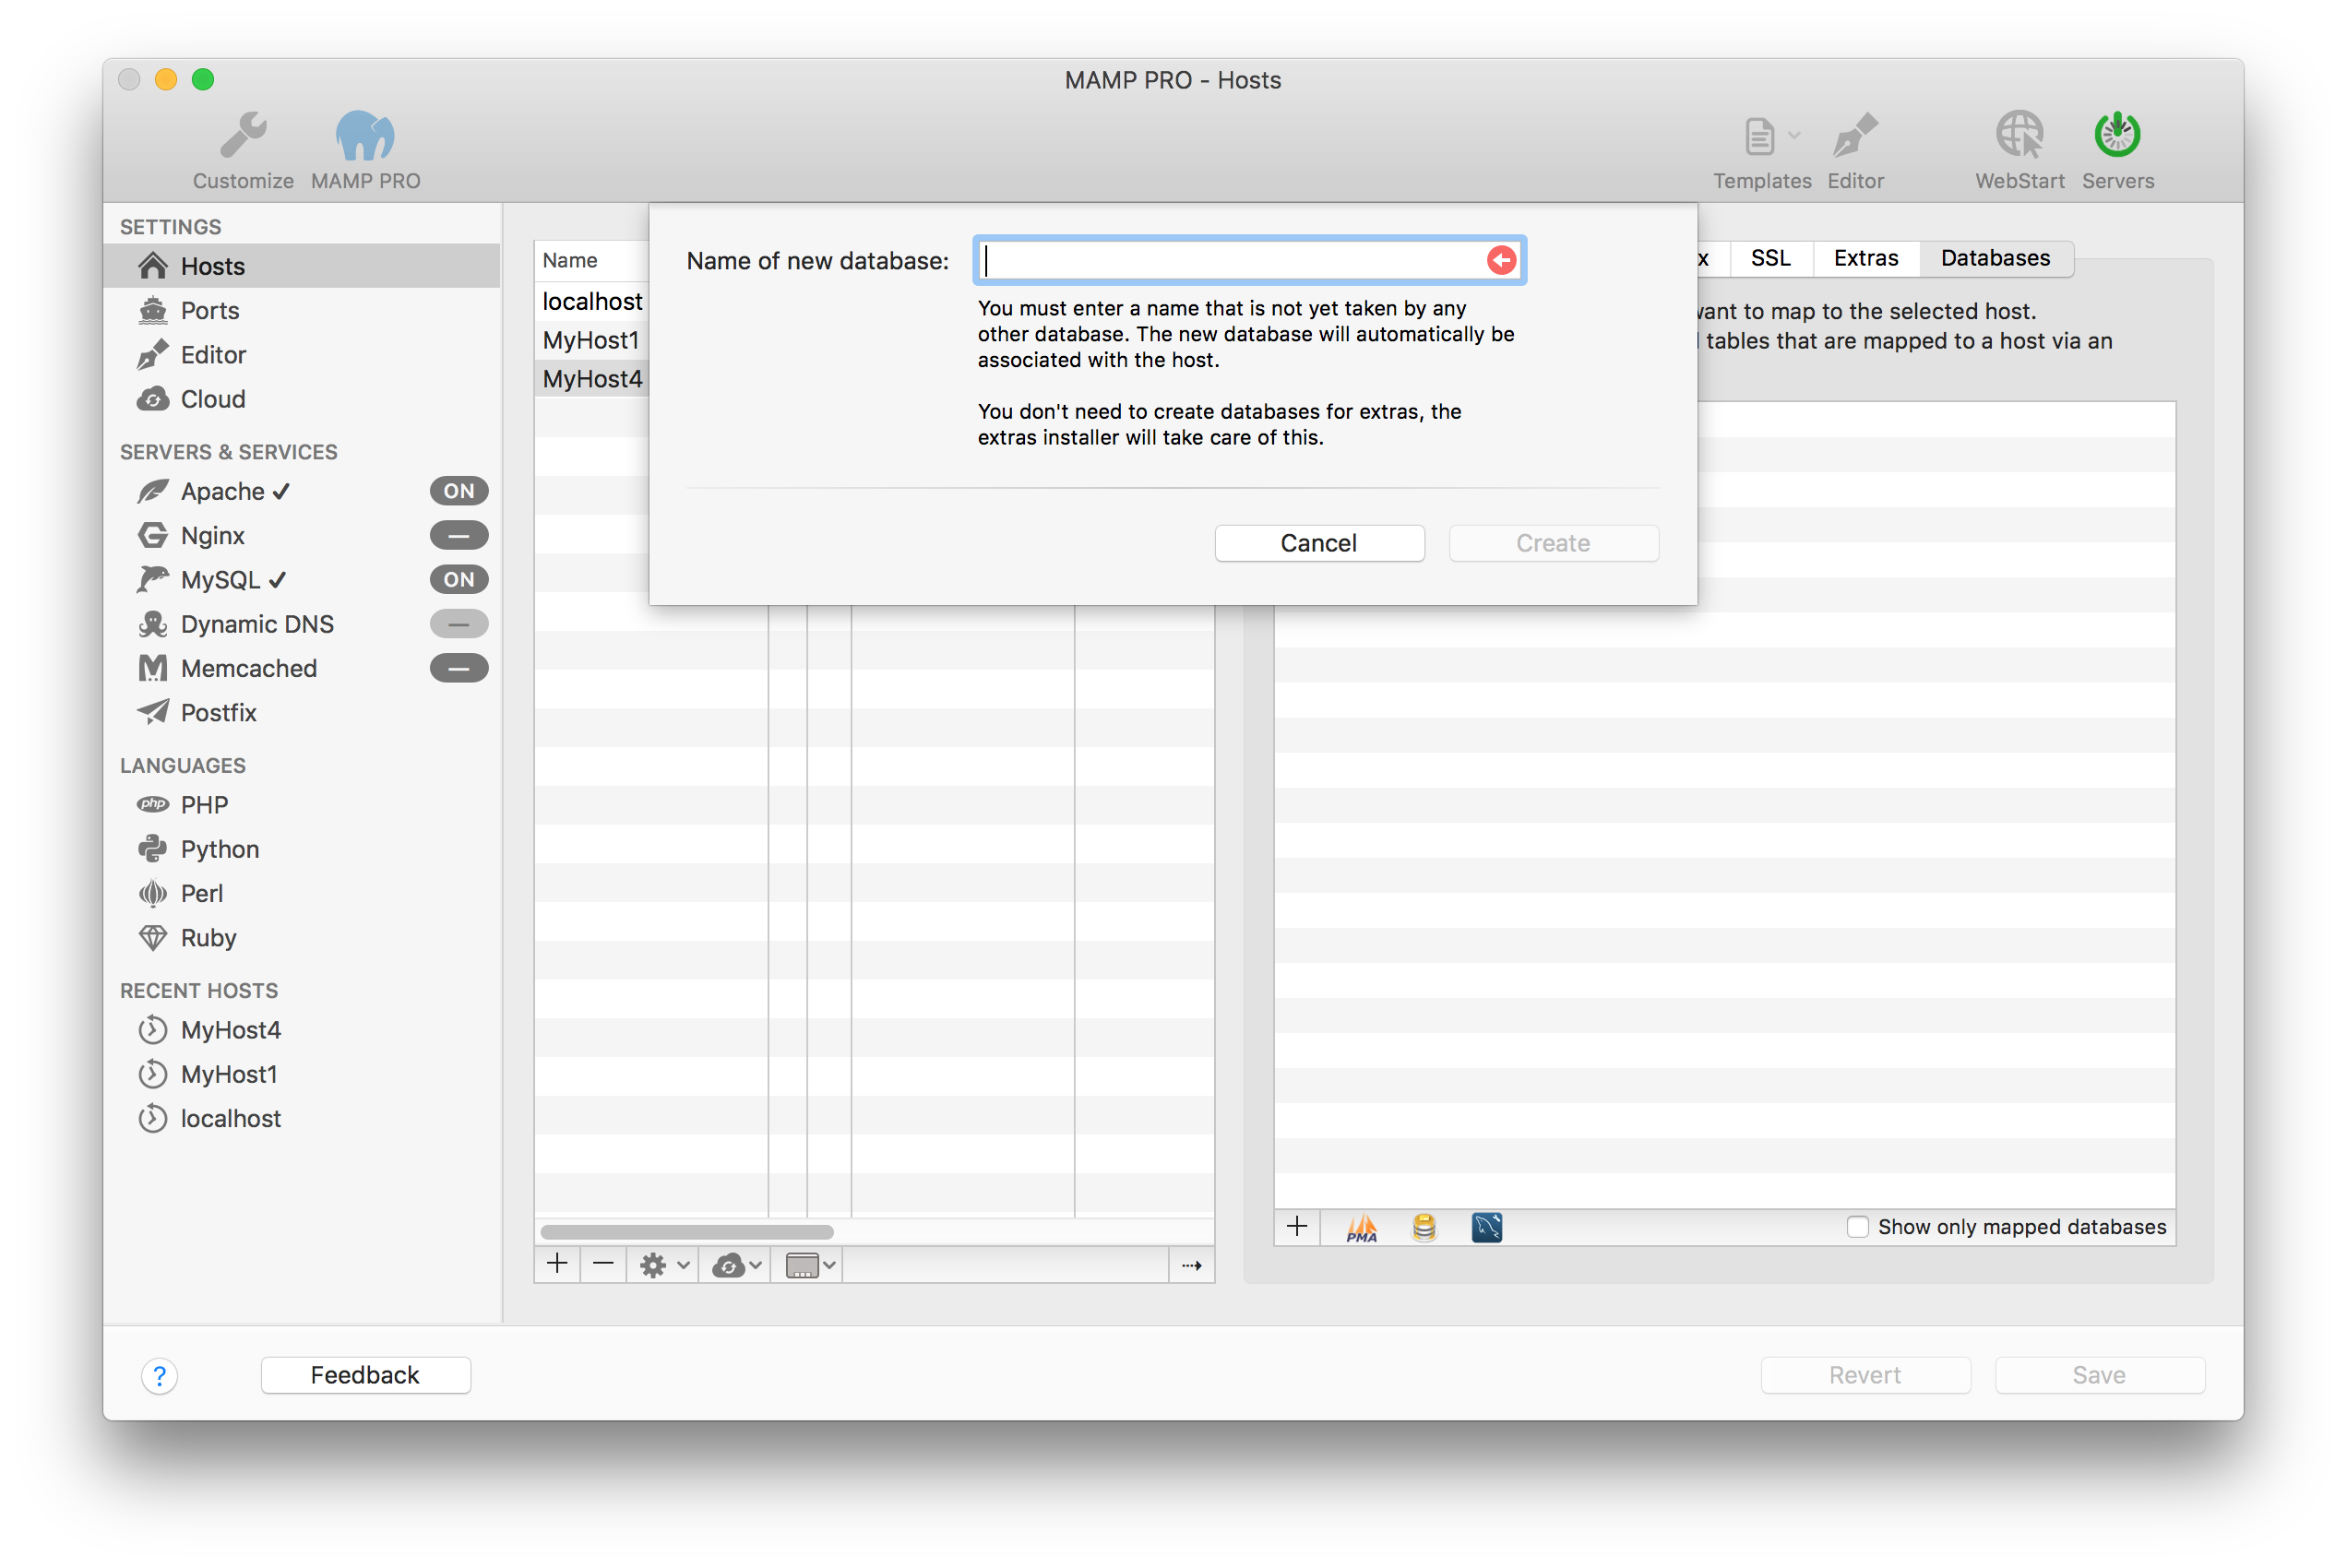 MAMP PRO - Hosts
Customize
MAMP PRO
Templates
Editor
WebStart
Servers
SETTINGS
Hosts
Ports
Editor
Cloud
SERVERS & SERVICES
Apache ✓
ON
Nginx
MySQL ✓
ON
Dynamic DNS
Memcached
Postfix
LANGUAGES
php PHP
Python
Perl
Ruby
RECENT HOSTS
MyHost4
MyHost1
localhost
Name
localhost
MyHost1
MyHost4
Name of new database:
You must enter a name that is not yet taken by any
other database. The new database will automatically be
associated with the host.
You don't need to create databases for extras, the
extras installer will take care of this.
Cancel
Create
x
SSL
Extras
Databases
want to map to the selected host.
tables that are mapped to a host via an
PMA
Show only mapped databases
?
Feedback
Revert
Save